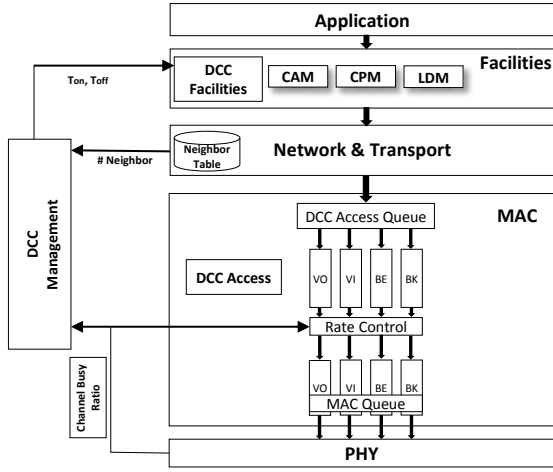 Application
Facilities
DCC
Facilities
CAM
CPM
LDM
Ton, Toff
Neighbor
Table
Network & Transport
# Neighbor
DCC
Management
MAC
DCC Access Queue
DCC Access
VO
VI
BE
BK
Rate Control
VO
VI
BE
BK
MAC Queue
Channel Busy
Ratio
PHY